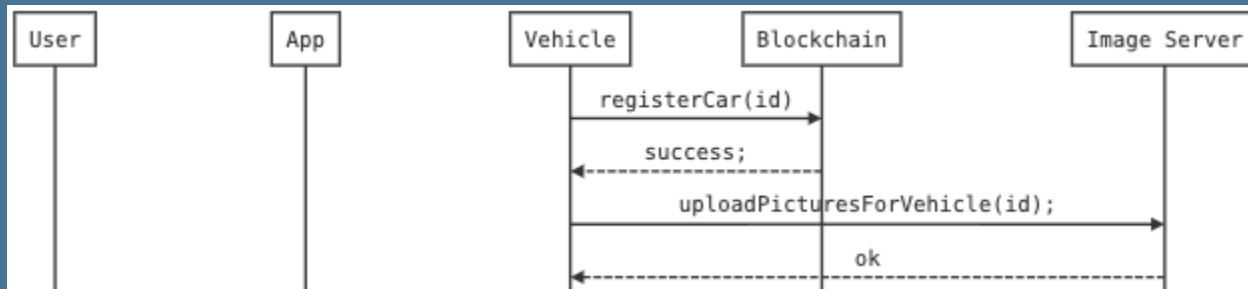 User
App
Vehicle
Blockchain
Image Server
registerCar(id)
success;
uploadPicturesForVehicle(id);
ok